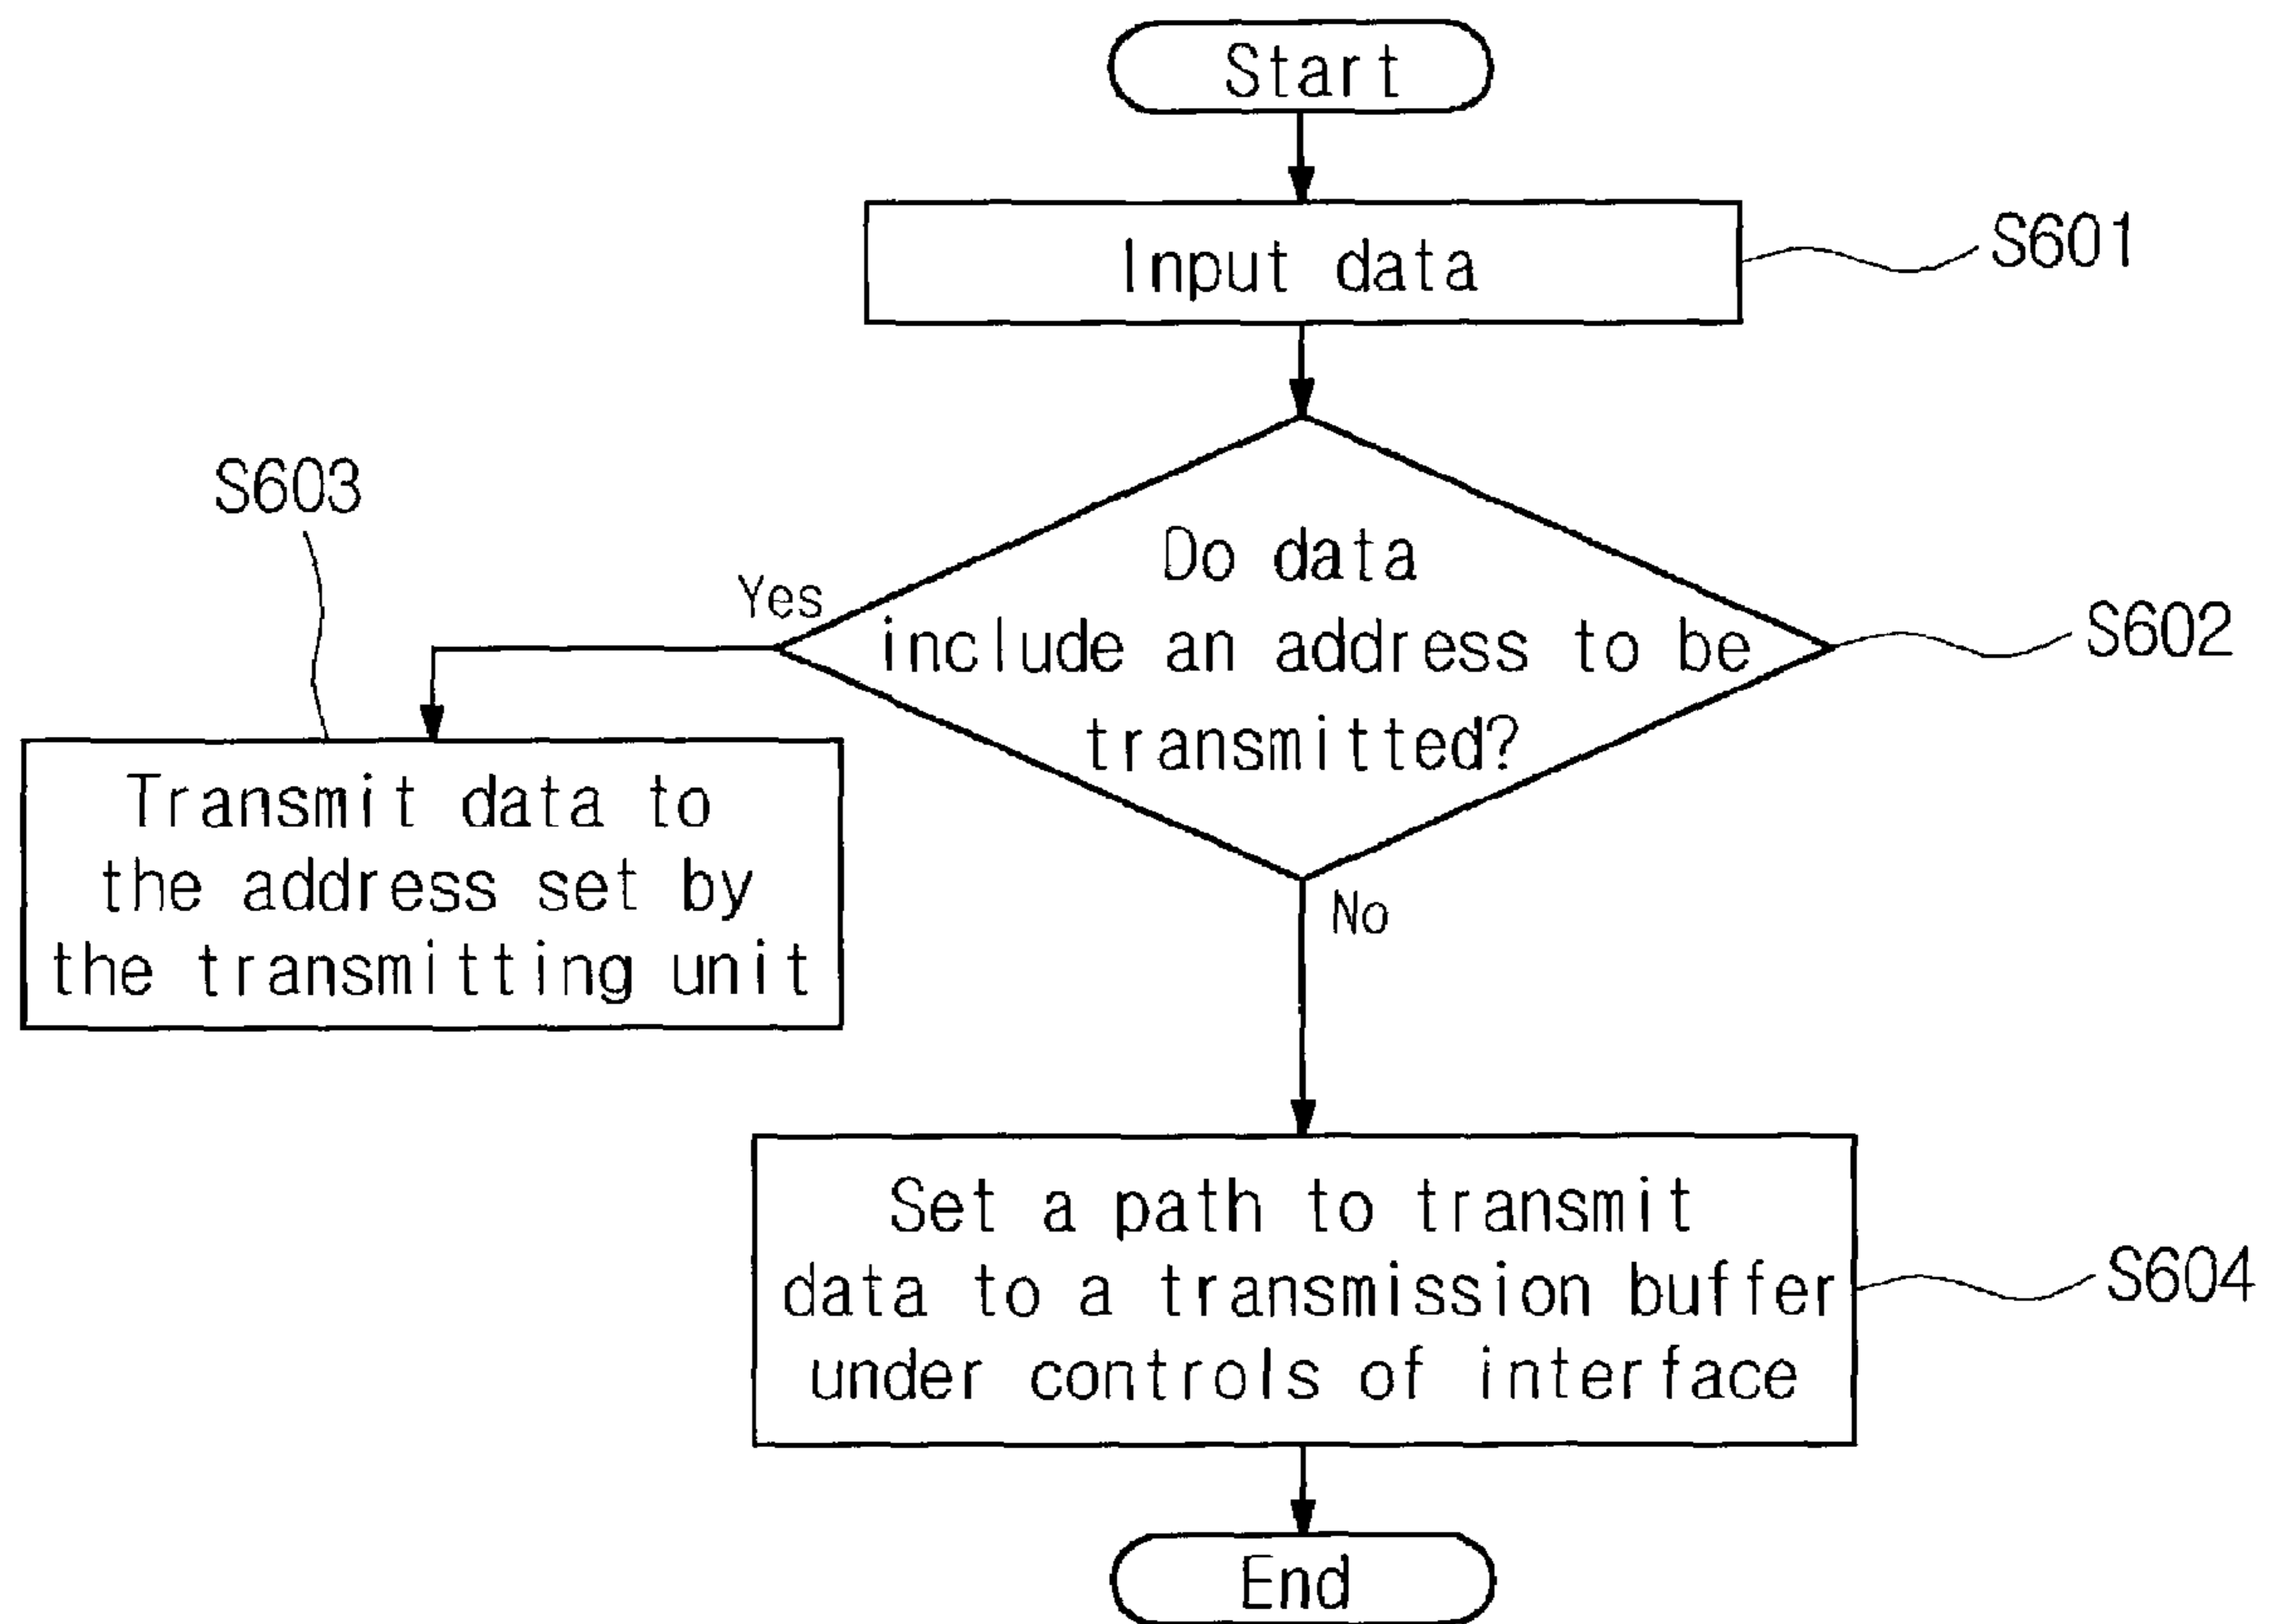 Start
Input data
S601
S603
Yes
Do data
include an address to be
transmitted?
S602
Transmit data to
the address set by
the transmitting unit
No
Set a path to transmit
data to a transmission buffer
under controls of interface
S604
End